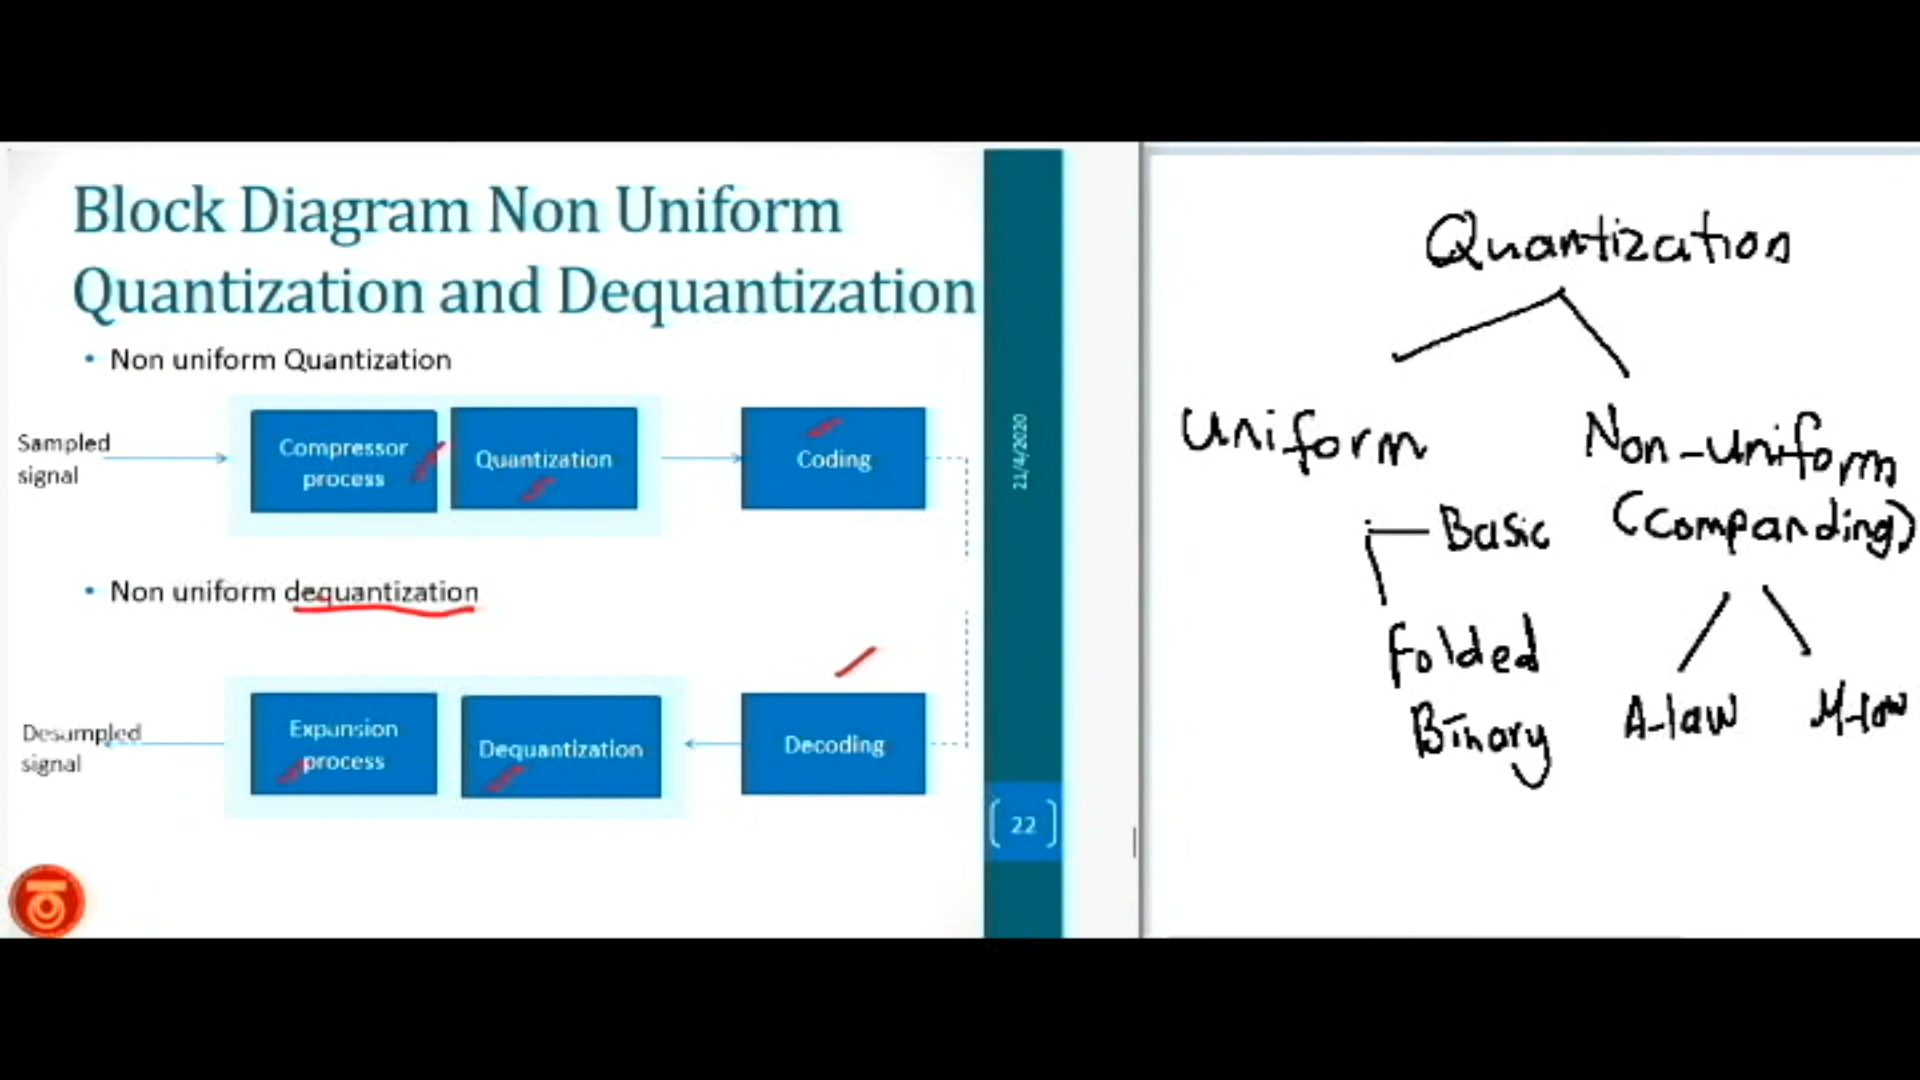 Block Diagram Non Uniform
Quantization and Dequantization
• Non uniform Quantization
Sampled
signal
Compressor
process
Quantization
Coding
• Non uniform dequantization
Desampled
signal
Expansion
process
Dequantization
Decoding
21/4/2020
22
Quantization
Uniform
Non-uniform
(Companding)
Basic
Folded
Binary
A-law
M-law